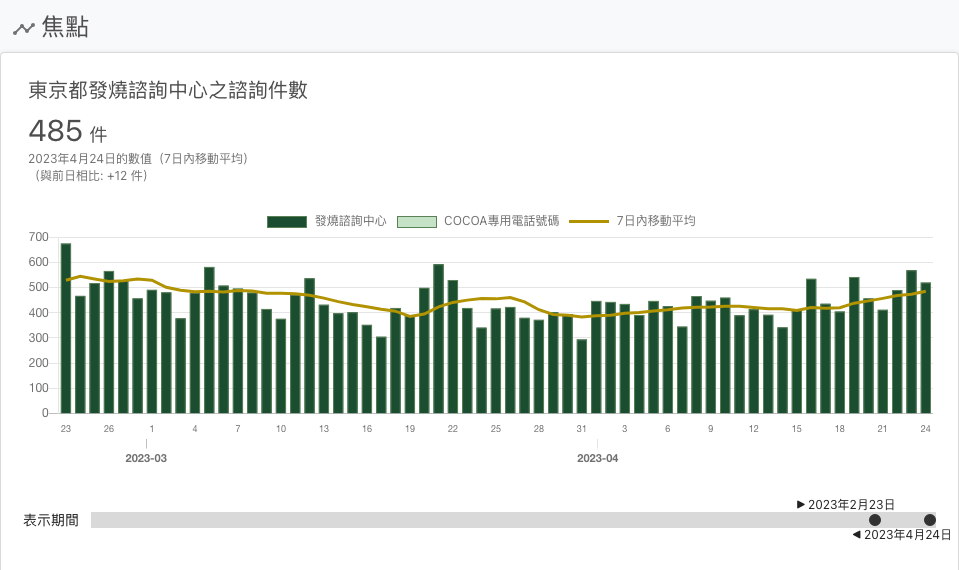 焦點
東京都發燒諮詢中心之諮詢件數
485 件
2023年4月24日的數值（7日內移動平均）
（與前日相比: +12 件）
發燒諮詢中心 COCOA專用電話號碼 7日內移動平均
700
600
500
400
300
200
100
0
23 26 1 4 7 10 13 16 19 22 25 28 31 3 6 9 12 15 18 21 24
2023-03 2023-04
▶ 2023年2月23日
表示期間
◀ 2023年4月24日